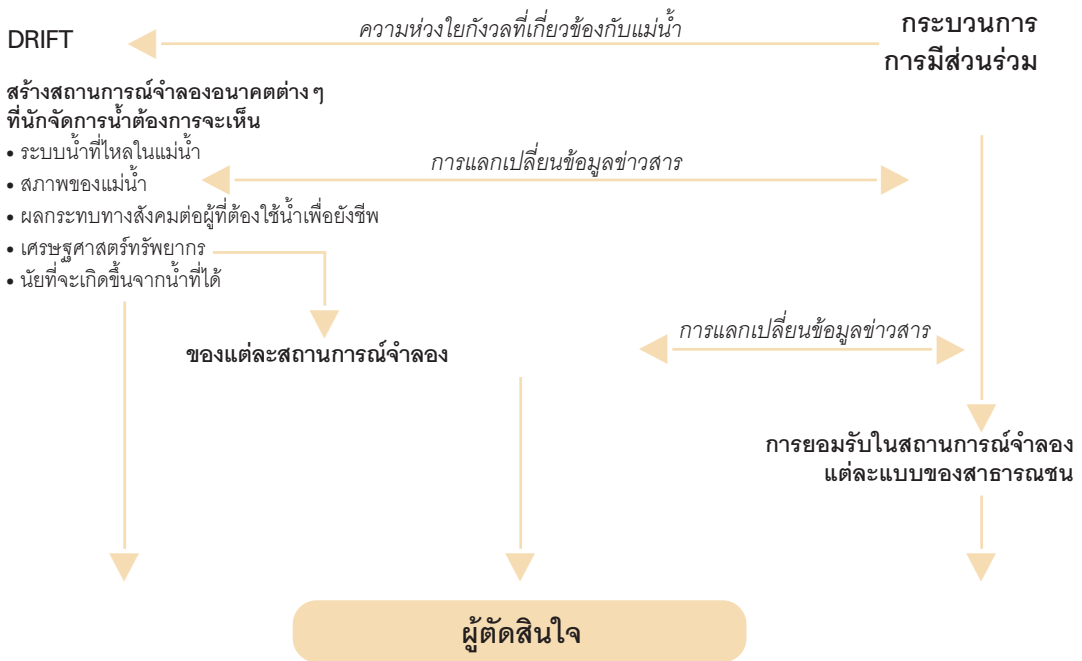 DRIFT
ความห่วงใยกังวลที่เกี่ยวข้องกับแม่น้ำ
กระบวนการ
การมีส่วนร่วม
สร้างสถานการณ์จำลองอนาคตต่างๆ
ที่นักจัดการน้ำต้องการจะเห็น
• ระบบน้ำที่ไหลในแม่น้ำ
• สภาพของแม่น้ำ
• ผลกระทบทางสังคมต่อผู้ที่ต้องใช้น้ำเพื่อยังชีพ
• เศรษฐศาสตร์ทรัพยากร
• นัยที่จะเกิดขึ้นจากน้ำที่ได้
การแลกเปลี่ยนข้อมูลข่าวสาร
ของแต่ละสถานการณ์จำลอง
การแลกเปลี่ยนข้อมูลข่าวสาร
การยอมรับในสถานการณ์จำลอง
แต่ละแบบของสาธารณชน
ผู้ตัดสินใจ